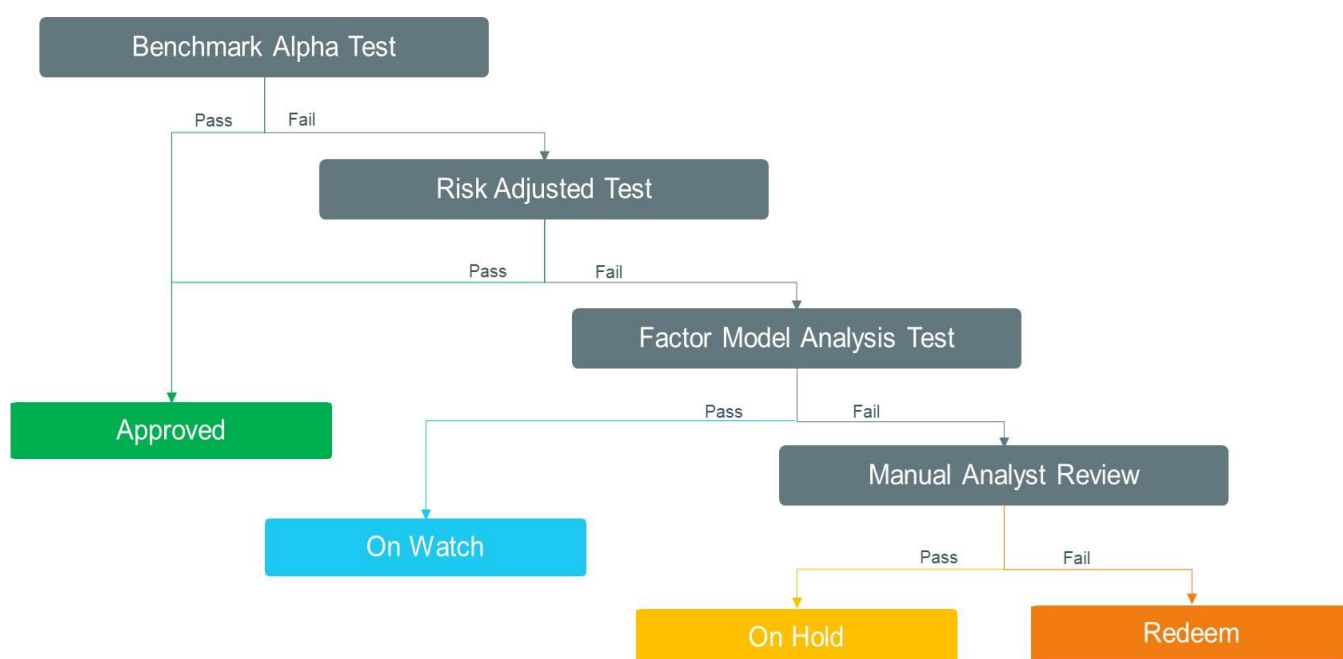 Benchmark Alpha Test
Pass
Fail
Risk Adjusted Test
Pass
Fail
Factor Model Analysis Test
Approved
Pass
Fail
Manual Analyst Review
On Watch
Pass
Fail
On Hold
Redeem